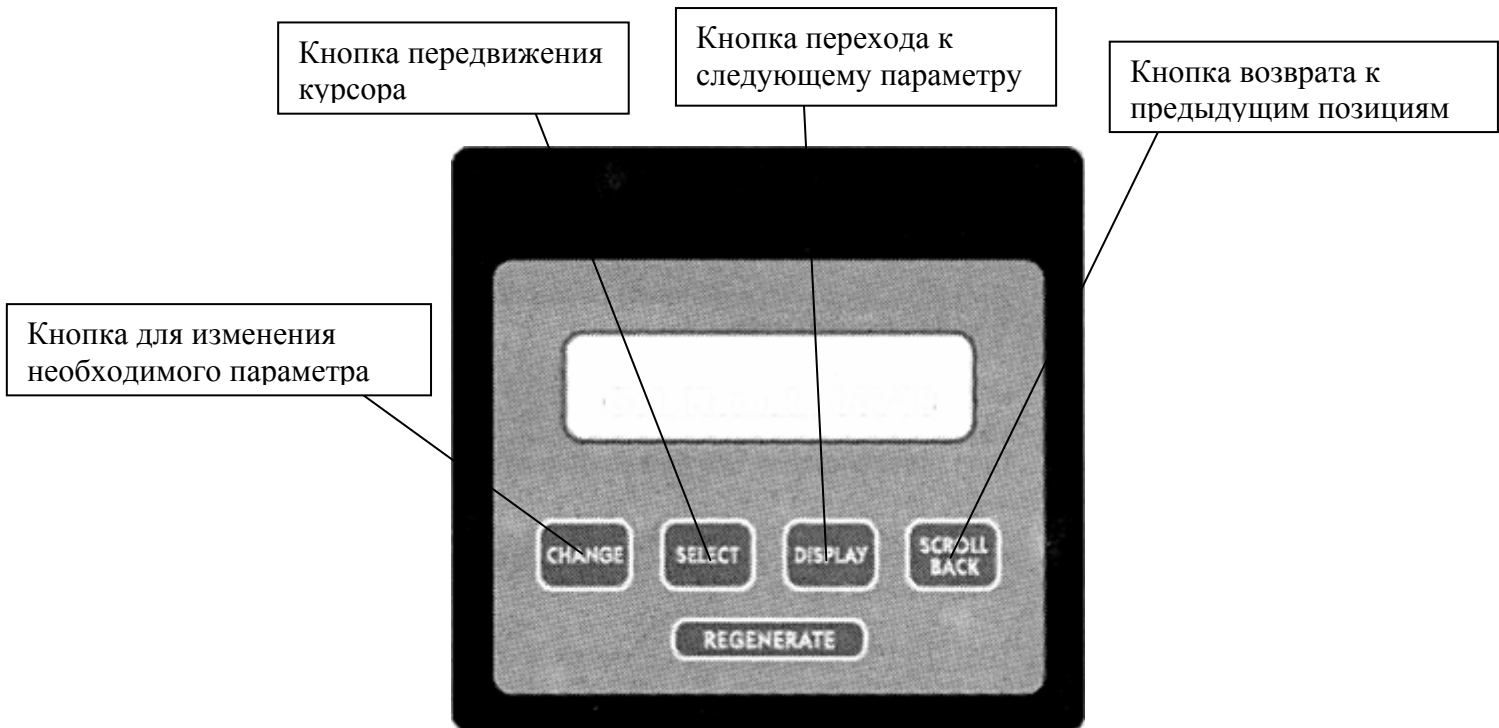 Кнопка передвижения
курсора
Кнопка перехода к
следующему параметру
Кнопка возврата к
предыдущим позициям
Кнопка для изменения
необходимого параметра
CHANGE
SELECT
DISPLAY
SCROLL
BACK
REGENERATE